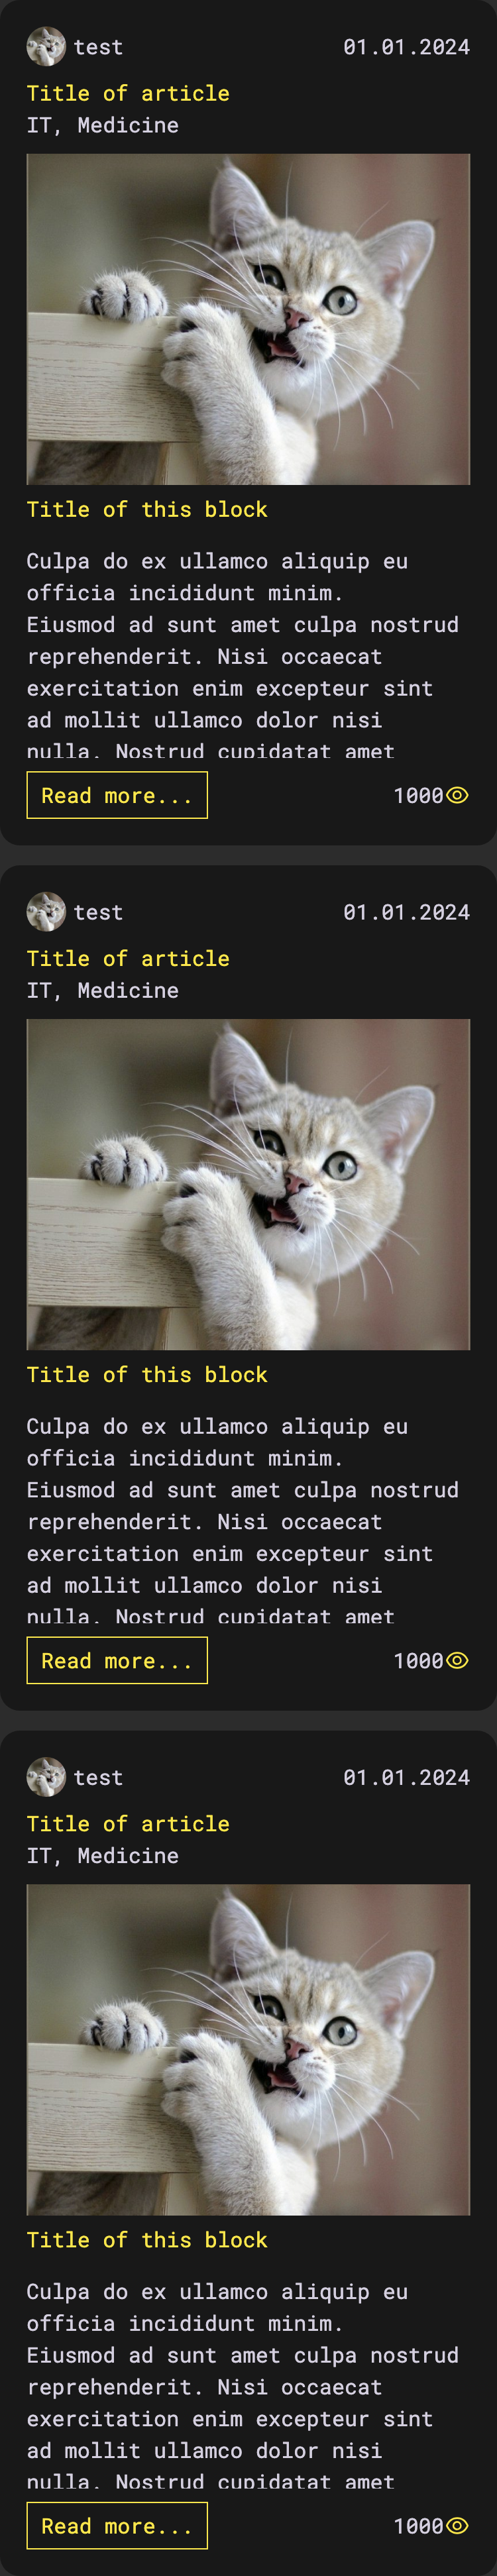 test 01.01.2024
Title of article
IT, Medicine
Title of this block
Culpa do ex ullamco aliquip eu
officia incididunt minim.
Eiusmod ad sunt amet culpa nostrud
reprehenderit. Nisi occaecat
exercitation enim excepteur sint
ad mollit ullamco dolor nisi
nulla. Nostrud cupidatat amet
Read more... 1000
test 01.01.2024
Title of article
IT, Medicine
Title of this block
Culpa do ex ullamco aliquip eu
officia incididunt minim.
Eiusmod ad sunt amet culpa nostrud
reprehenderit. Nisi occaecat
exercitation enim excepteur sint
ad mollit ullamco dolor nisi
nulla. Nostrud cupidatat amet
Read more... 1000
test 01.01.2024
Title of article
IT, Medicine
Title of this block
Culpa do ex ullamco aliquip eu
officia incididunt minim.
Eiusmod ad sunt amet culpa nostrud
reprehenderit. Nisi occaecat
exercitation enim excepteur sint
ad mollit ullamco dolor nisi
nulla. Nostrud cupidatat amet
Read more... 1000